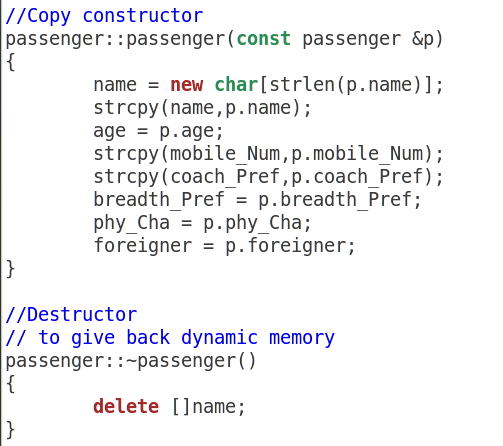 //Copy constructor
passenger::passenger(const passenger &p)
{
        name = new char[strlen(p.name)];
        strcpy(name,p.name);
        age = p.age;
        strcpy(mobile_Num,p.mobile_Num);
        strcpy(coach_Pref,p.coach_Pref);
        breadth_Pref = p.breadth_Pref;
        phy_Cha = p.phy_Cha;
        foreigner = p.foreigner;
}

//Destructor
// to give back dynamic memory
passenger::~passenger()
{
        delete []name;
}